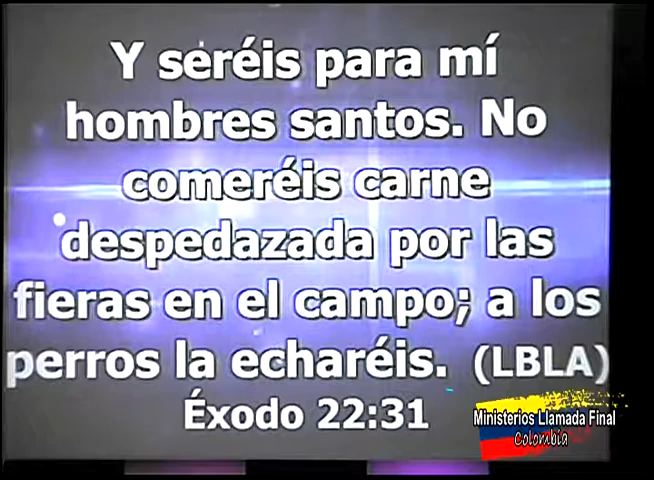 Y seréis para mí
hombres santos. No
comeréis carne
despedazada por las
fieras en el campo; a los
perros la echaréis. (LBLA)
Éxodo 22:31
Ministerios Llamada Final
Colombia